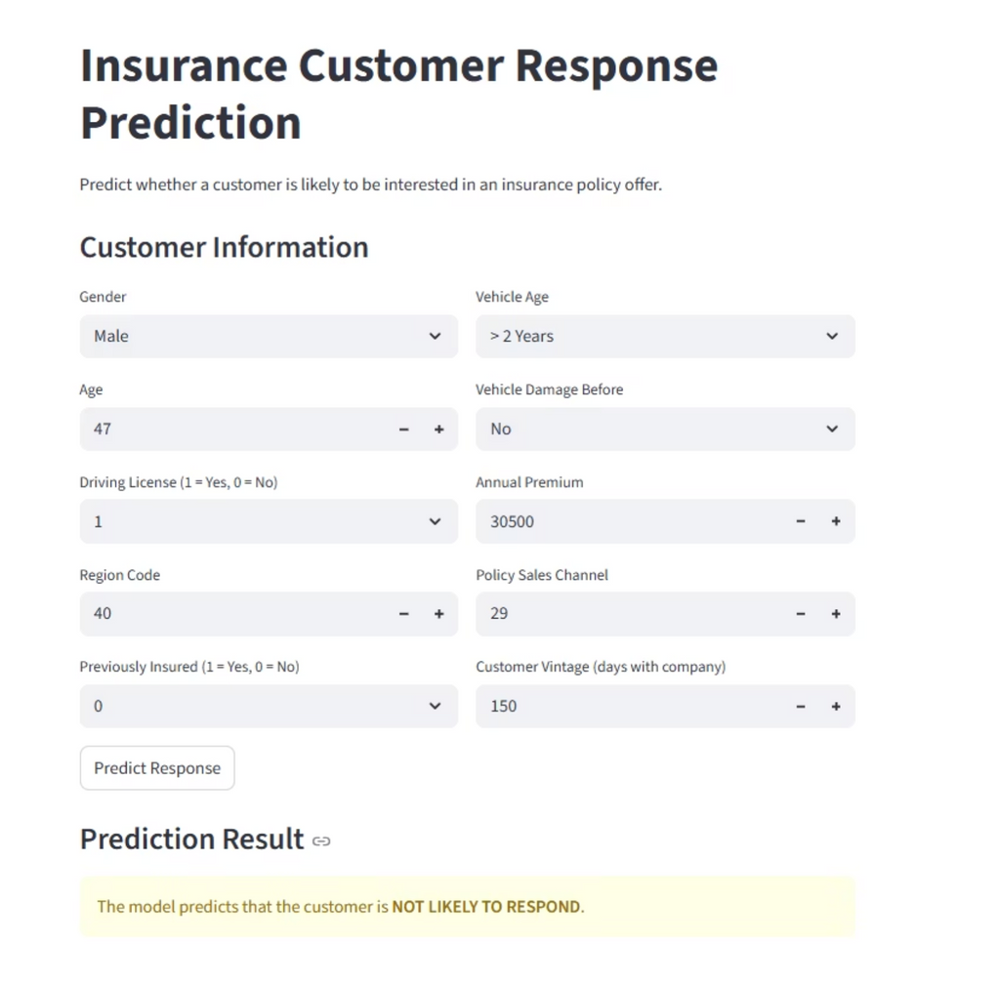 Insurance Customer Response
Prediction
Predict whether a customer is likely to be interested in an insurance policy offer.
Customer Information
Gender
Male
Vehicle Age
> 2 Years
Age
47
Vehicle Damage Before
No
Driving License (1 = Yes, 0 = No)
1
Annual Premium
30500
Region Code
40
Policy Sales Channel
29
Previously Insured (1 = Yes, 0 = No)
0
Customer Vintage (days with company)
150
Predict Response
Prediction Result
The model predicts that the customer is NOT LIKELY TO RESPOND.